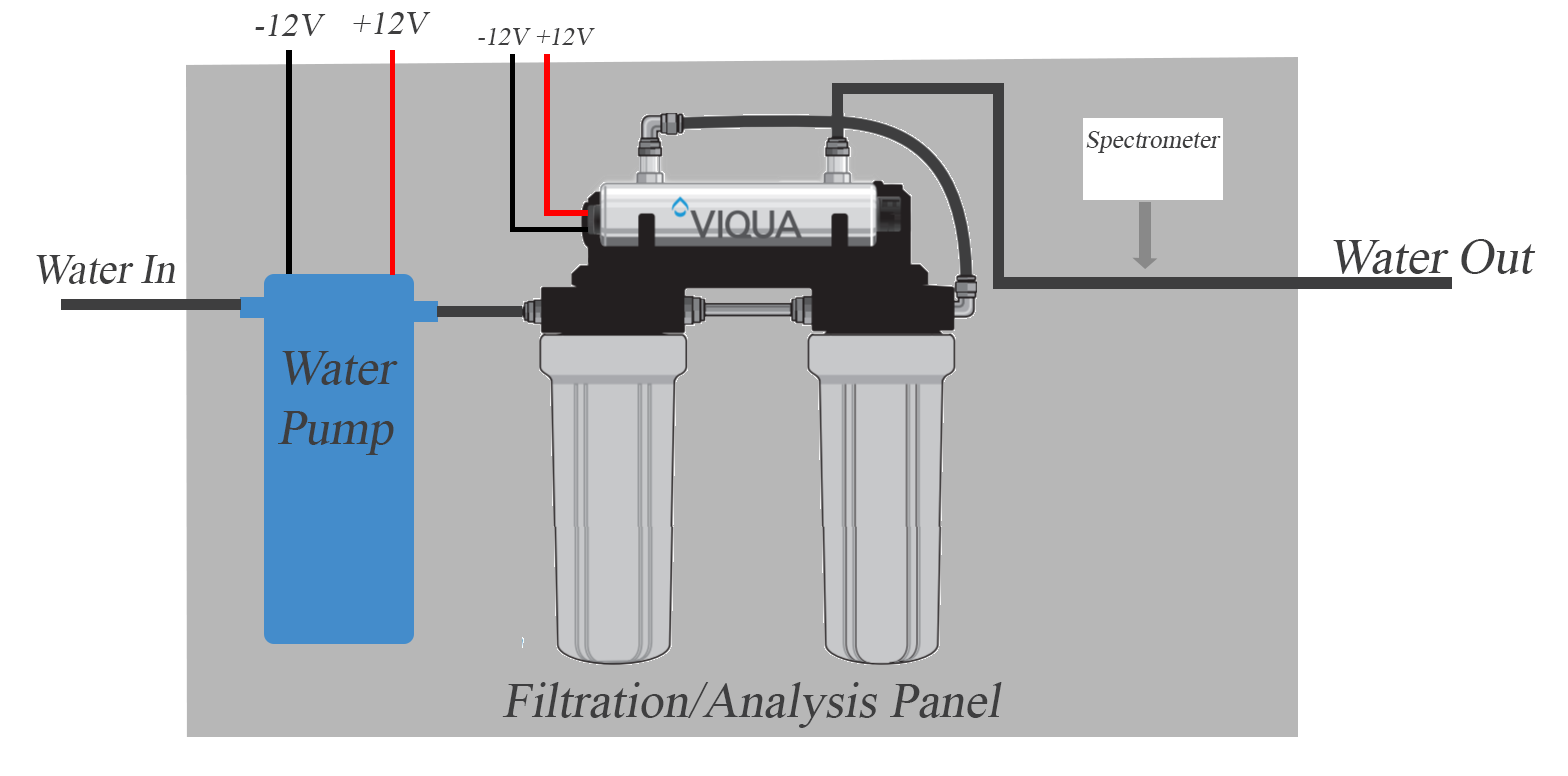 -12V +12V
-12V +12V
Spectrometer
VIQUA
Water In
Water Out
Water
Pump
Filtration/Analysis Panel